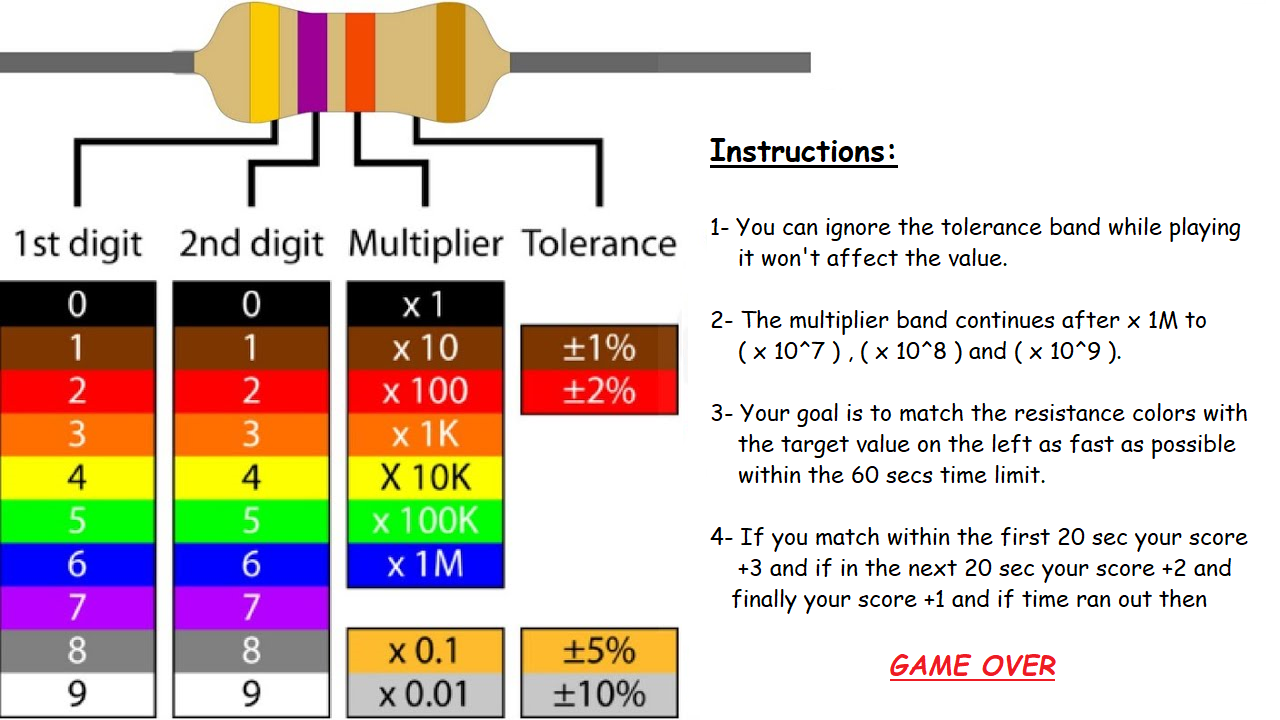 Instructions:
1- You can ignore the tolerance band while playing
it won't affect the value.
2- The multiplier band continues after x 1M to
( x 10^7 ) , ( x 10^8 ) and ( x 10^9 ).
3- Your goal is to match the resistance colors with
the target value on the left as fast as possible
within the 60 secs time limit.
4- If you match within the first 20 sec your score
+3 and if in the next 20 sec your score +2 and
finally your score +1 and if time ran out then
GAME OVER
1st digit 2nd digit Multiplier Tolerance
0 0 x 1
1 1 x 10 ±1%
2 2 x 100 ±2%
3 3 x 1K
4 4 X 10K
5 5 x 100K
6 6 x 1M
7 7
8 8 x 0.1 ±5%
9 9 x 0.01 ±10%